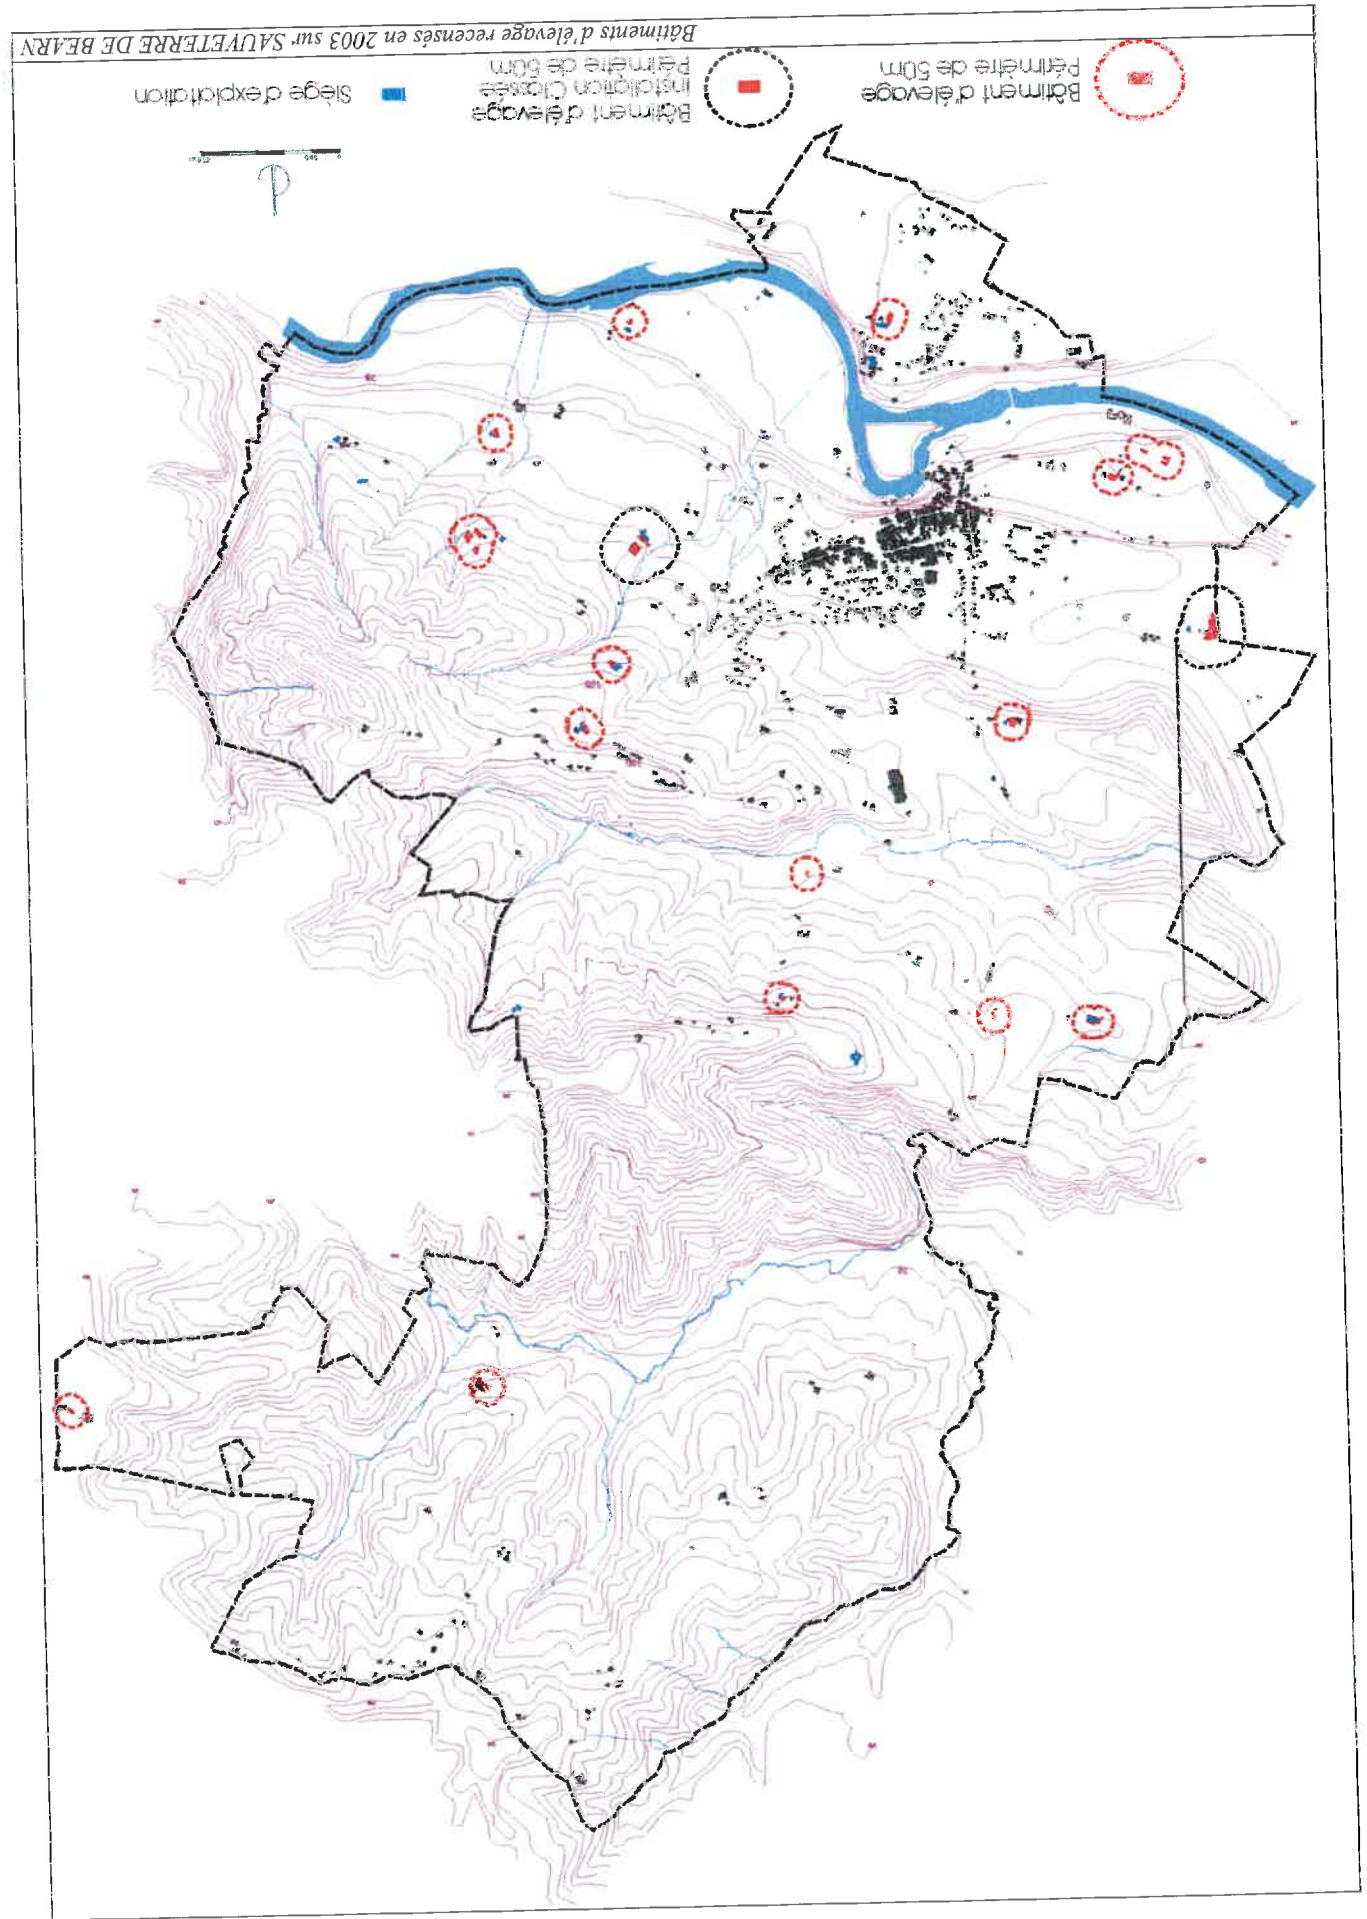 Bâtiments d'élevage recensés en 2003 sur SAUVETERRE DE BEARN
Bâtiment d'élevage
Périmètre de 50m
Bâtiment d'élevage
Installation Classée
Périmètre de 50m
Siège d'exploitation